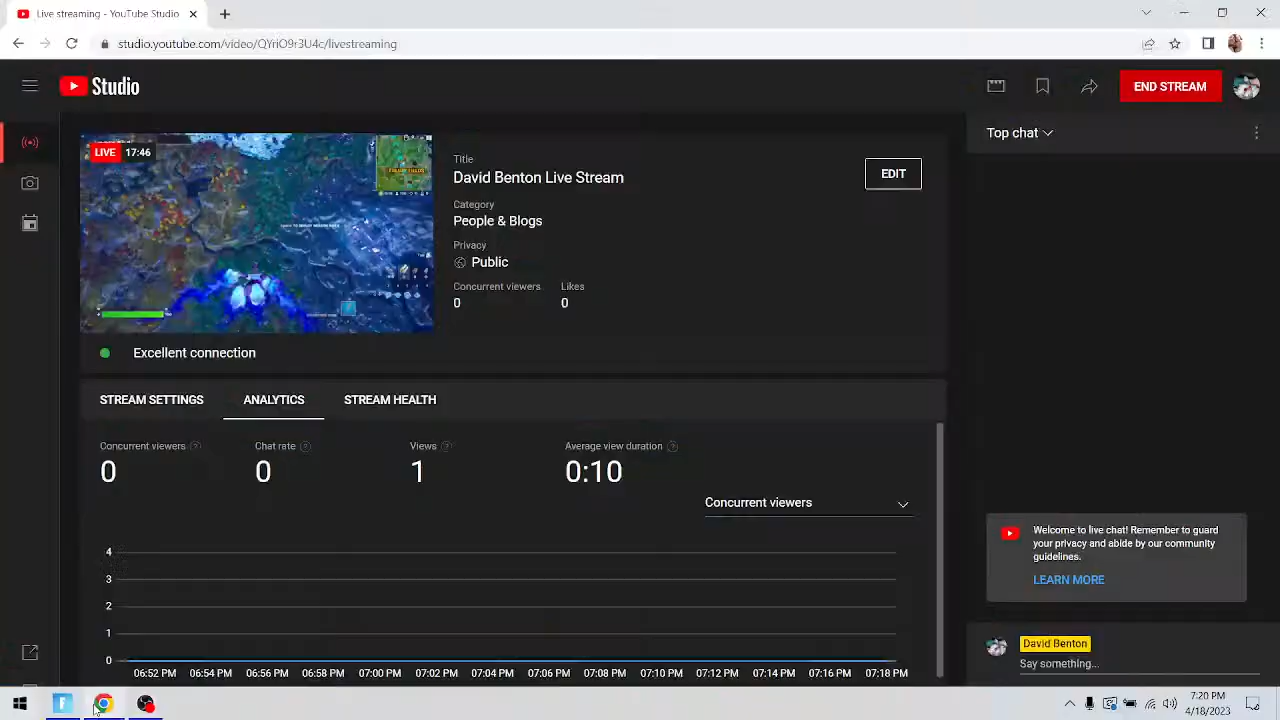 Live streaming - YouTube Studio
studio.youtube.com/video/QYriO9r3U4c/livestreaming
Studio
END STREAM
Top chat
LIVE 17:46
Title
David Benton Live Stream
EDIT
Category
People & Blogs
Privacy
Public
Concurrent viewers Likes
0 0
Excellent connection
STREAM SETTINGS ANALYTICS STREAM HEALTH
Concurrent viewers ? Chat rate ? Views ? Average view duration ?
0 0 1 0:10
Concurrent viewers
4
3
2
1
0
06:52 PM 06:54 PM 06:56 PM 06:58 PM 07:00 PM 07:02 PM 07:04 PM 07:06 PM 07:08 PM 07:10 PM 07:12 PM 07:14 PM 07:16 PM 07:18 PM
Welcome to live chat! Remember to guard
your privacy and abide by our community
guidelines.
LEARN MORE
David Benton
Say something...
7:20 PM
4/18/2023